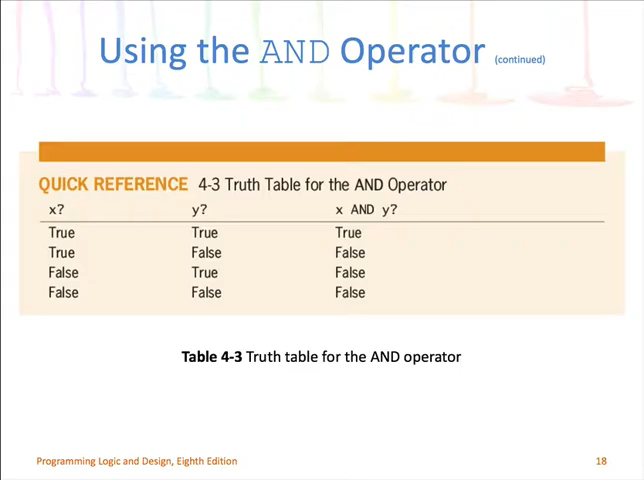 Using the AND Operator (continued)
QUICK REFERENCE 4-3 Truth Table for the AND Operator
x? y? x AND y?
True True True
True False False
False True False
False False False
Table 4-3 Truth table for the AND operator
Programming Logic and Design, Eighth Edition 18